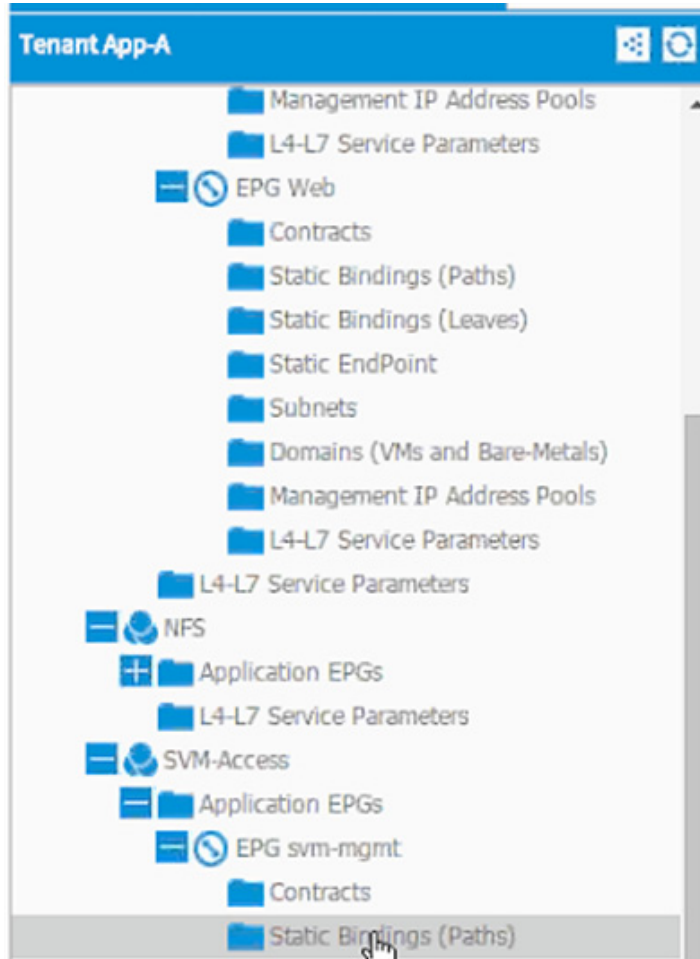 Tenant App-A
Management IP Address Pools
L4-L7 Service Parameters
EPG Web
Contracts
Static Bindings (Paths)
Static Bindings (Leaves)
Static EndPoint
Subnets
Domains (VMs and Bare-Metals)
Management IP Address Pools
L4-L7 Service Parameters
L4-L7 Service Parameters
NFS
Application EPGs
L4-L7 Service Parameters
SVM-Access
Application EPGs
EPG svm-mgmt
Contracts
Static Bindings (Paths)